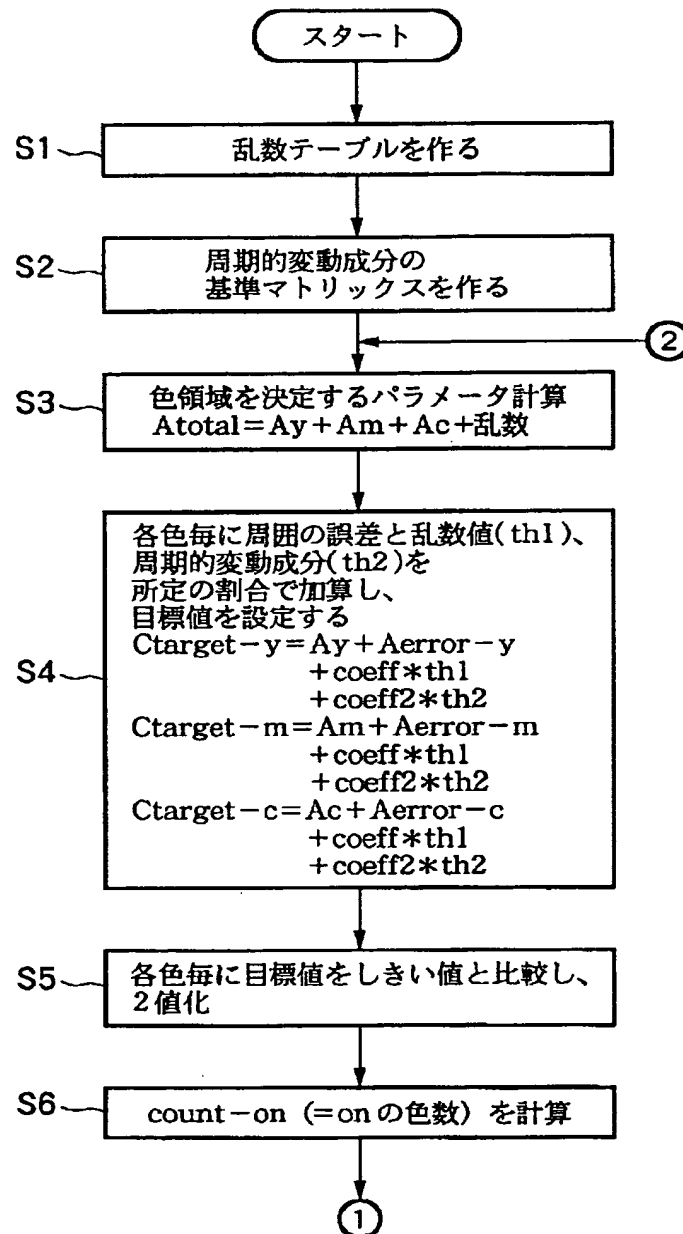 スタート
S1
乱数テーブルを作る
S2
周期的変動成分の
基準マトリックスを作る
②
S3
色領域を決定するパラメータ計算
Atotal=Ay+Am+Ac+乱数
S4
各色毎に周囲の誤差と乱数値(th1)、
周期的変動成分(th2)を
所定の割合で加算し、
目標値を設定する
Ctarget-y=Ay+Aerror-y
+coeff*th1
+coeff2*th2
Ctarget-m=Am+Aerror-m
+coeff*th1
+coeff2*th2
Ctarget-c=Ac+Aerror-c
+coeff*th1
+coeff2*th2
S5
各色毎に目標値をしきい値と比較し、
2値化
S6
count-on (=onの色数) を計算
①